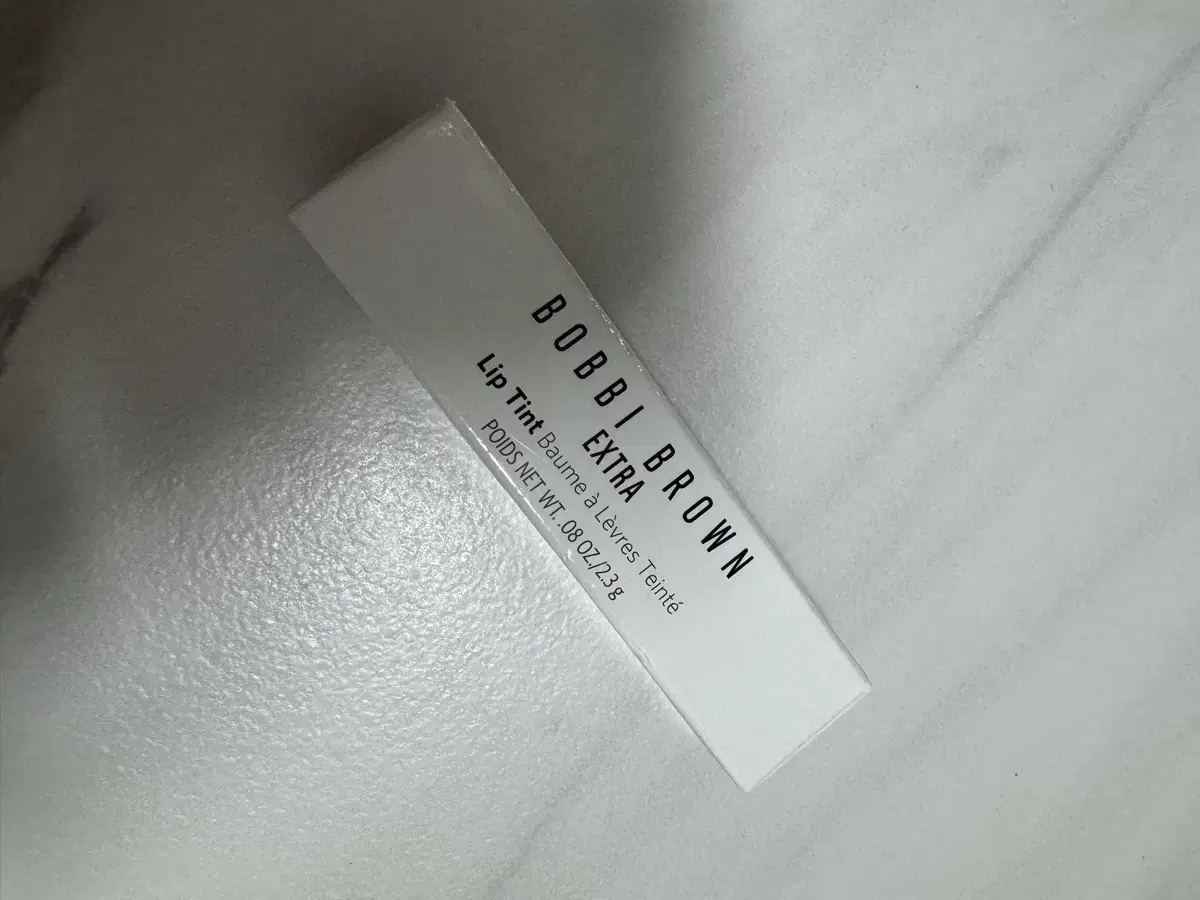 BOBBI BROWN
EXTRA
Lip Tint Baume à Lèvres Teinté
POIDS NET WT. .08 OZ./2.3 g